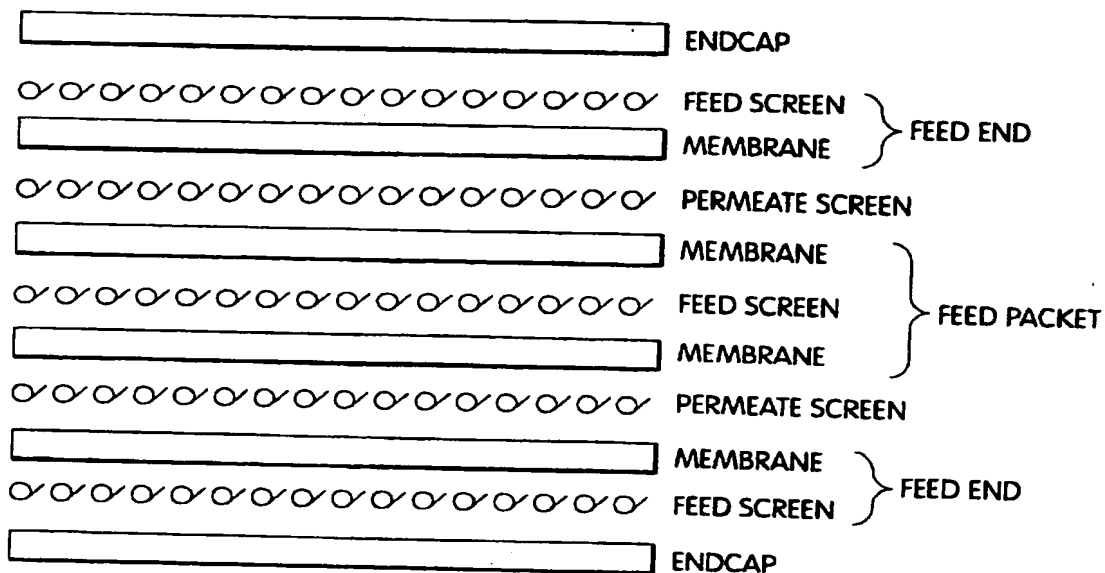 ENDCAP
FEED SCREEN
FEED END
MEMBRANE
PERMEATE SCREEN
MEMBRANE
FEED SCREEN
FEED PACKET
MEMBRANE
PERMEATE SCREEN
MEMBRANE
FEED END
FEED SCREEN
ENDCAP